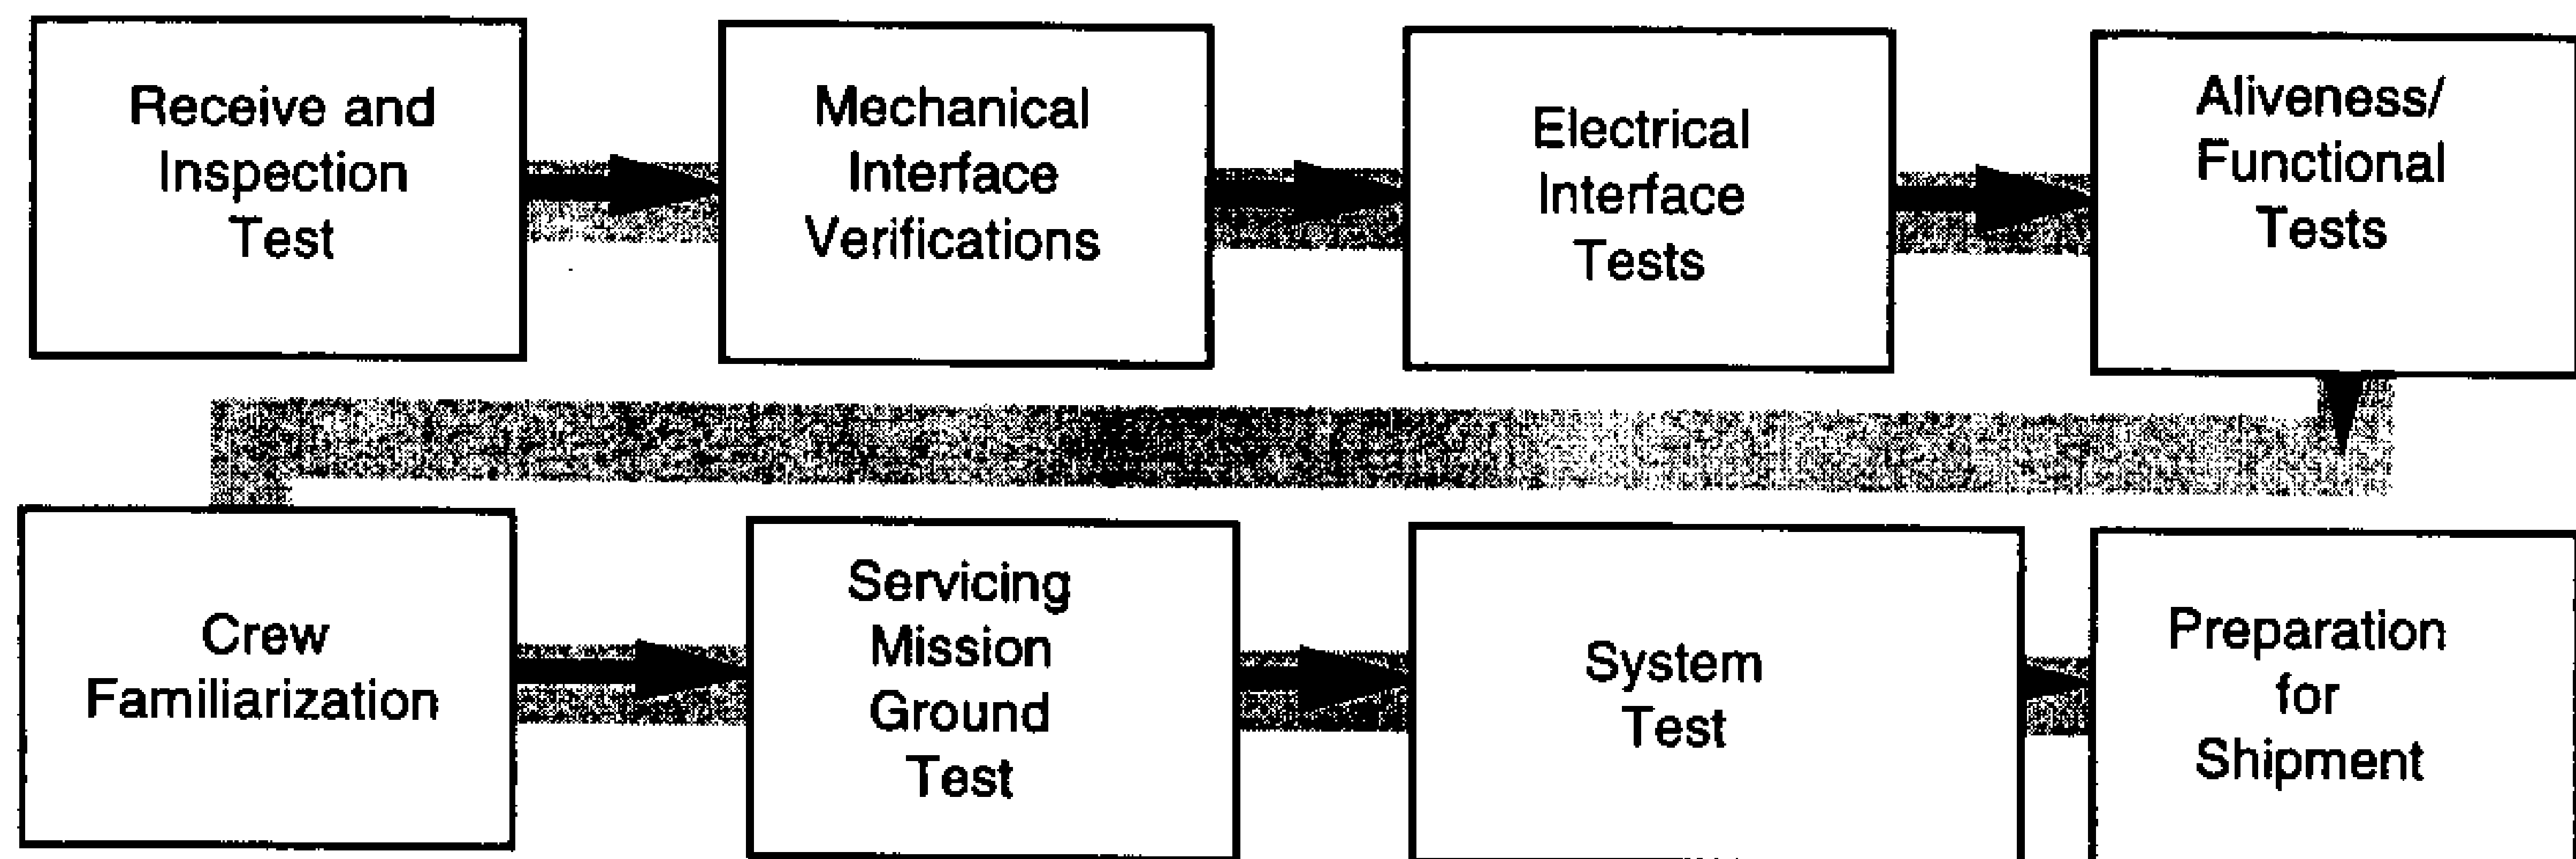 Receive and
Inspection
Test
Mechanical
Interface
Verifications
Electrical
Interface
Tests
Aliveness/
Functional
Tests
Crew
Familiarization
Servicing
Mission
Ground
Test
System
Test
Preparation
for
Shipment